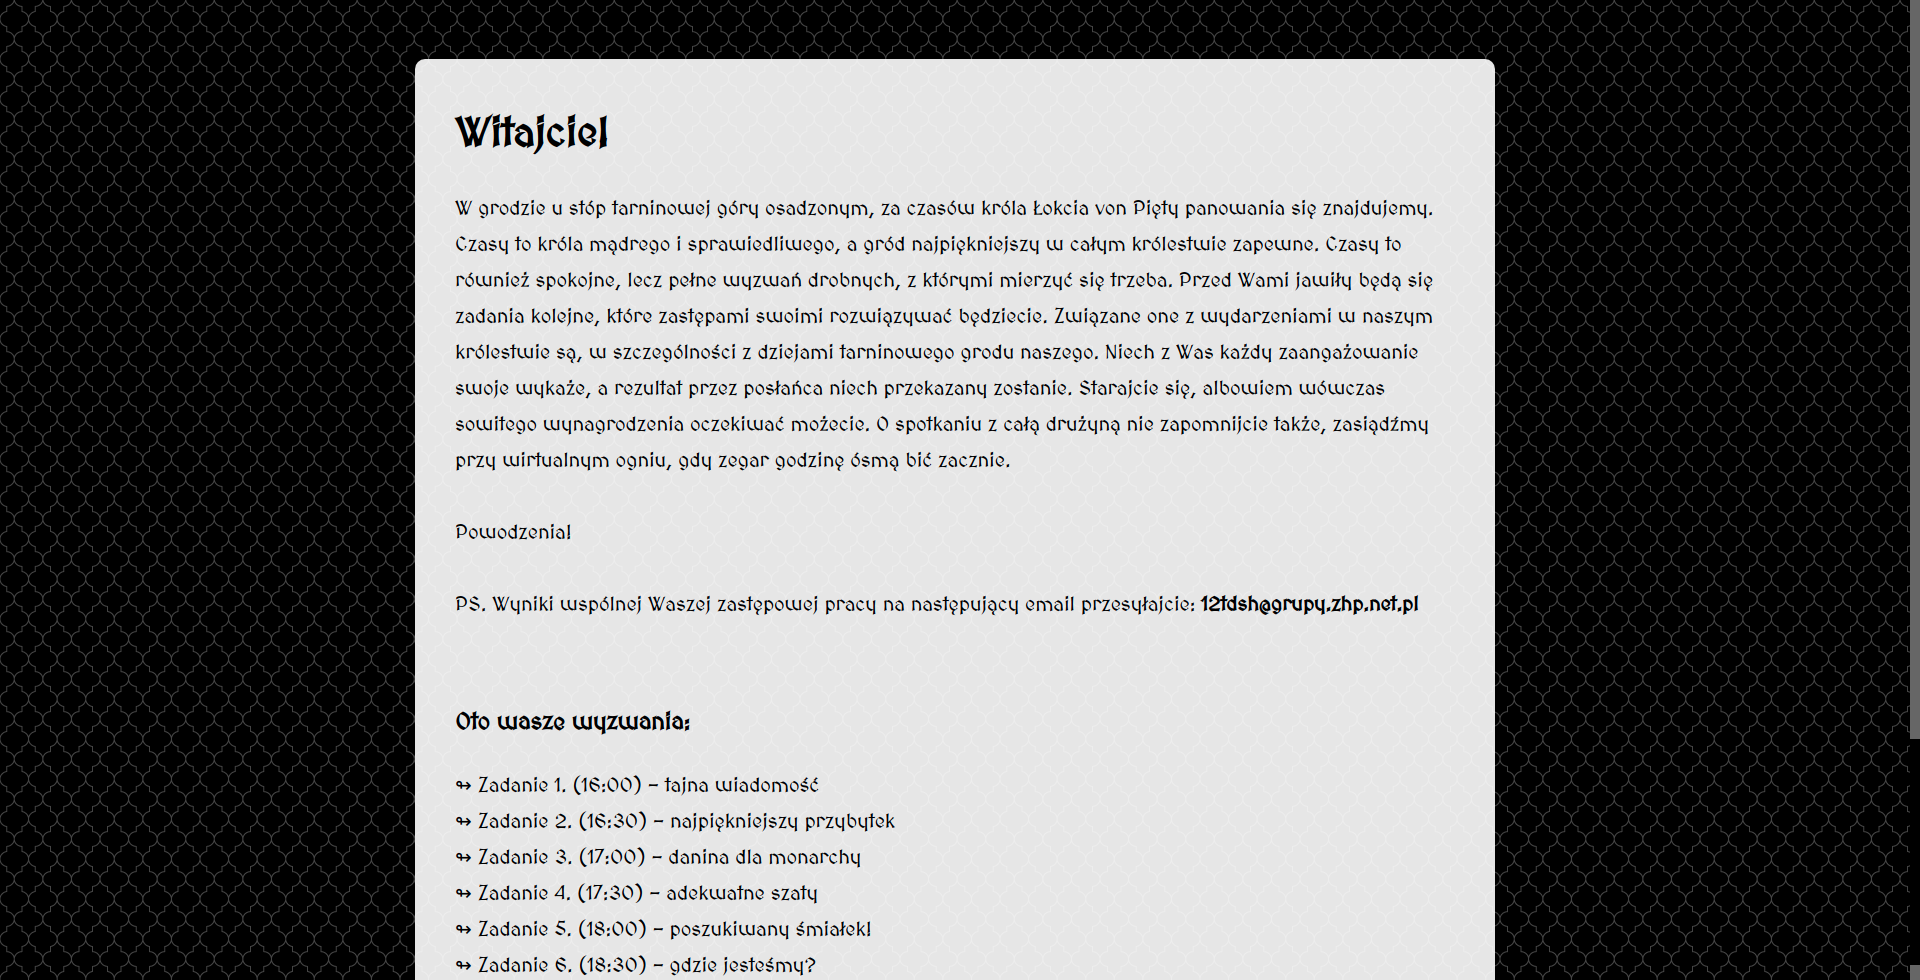 Witajcie!
W grodzie u stóp tarninowej góry osadzonym, za czasów króla Łokcia von Pięty panowania się znajdujemy.
Czasy to króla mądrego i sprawiedliwego, a gród najpiękniejszy w całym królestwie zapewne. Czasy to
również spokojne, lecz pełne wyzwań drobnych, z którymi mierzyć się trzeba. Przed Wami jawiły będą się
zadania kolejne, które zastępami swoimi rozwiązywać będziecie. Związane one z wydarzeniami w naszym
królestwie są, w szczególności z dziejami tarninowego grodu naszego. Niech z Was każdy zaangażowanie
swoje wykaże, a rezultat przez posłańca niech przekazany zostanie. Starajcie się, albowiem wówczas
sowitego wynagrodzenia oczekiwać możecie. O spotkaniu z całą drużyną nie zapomnijcie także, zasiądźmy
przy wirtualnym ogniu, gdy zegar godzinę ósmą bić zacznie.
Powodzenia!
PS. Wyniki wspólnej Waszej zastępowej pracy na następujący email przesyłajcie: 12tdsh@grupy.zhp.net.pl
Oto wasze wyzwania:
↬ Zadanie 1. (16:00) – tajna wiadomość
↬ Zadanie 2. (16:30) – najpiękniejszy przybytek
↬ Zadanie 3. (17:00) – danina dla monarchy
↬ Zadanie 4. (17:30) – adekwatne szaty
↬ Zadanie 5. (18:00) – poszukiwany śmiałek!
↬ Zadanie 6. (18:30) – gdzie jesteśmy?